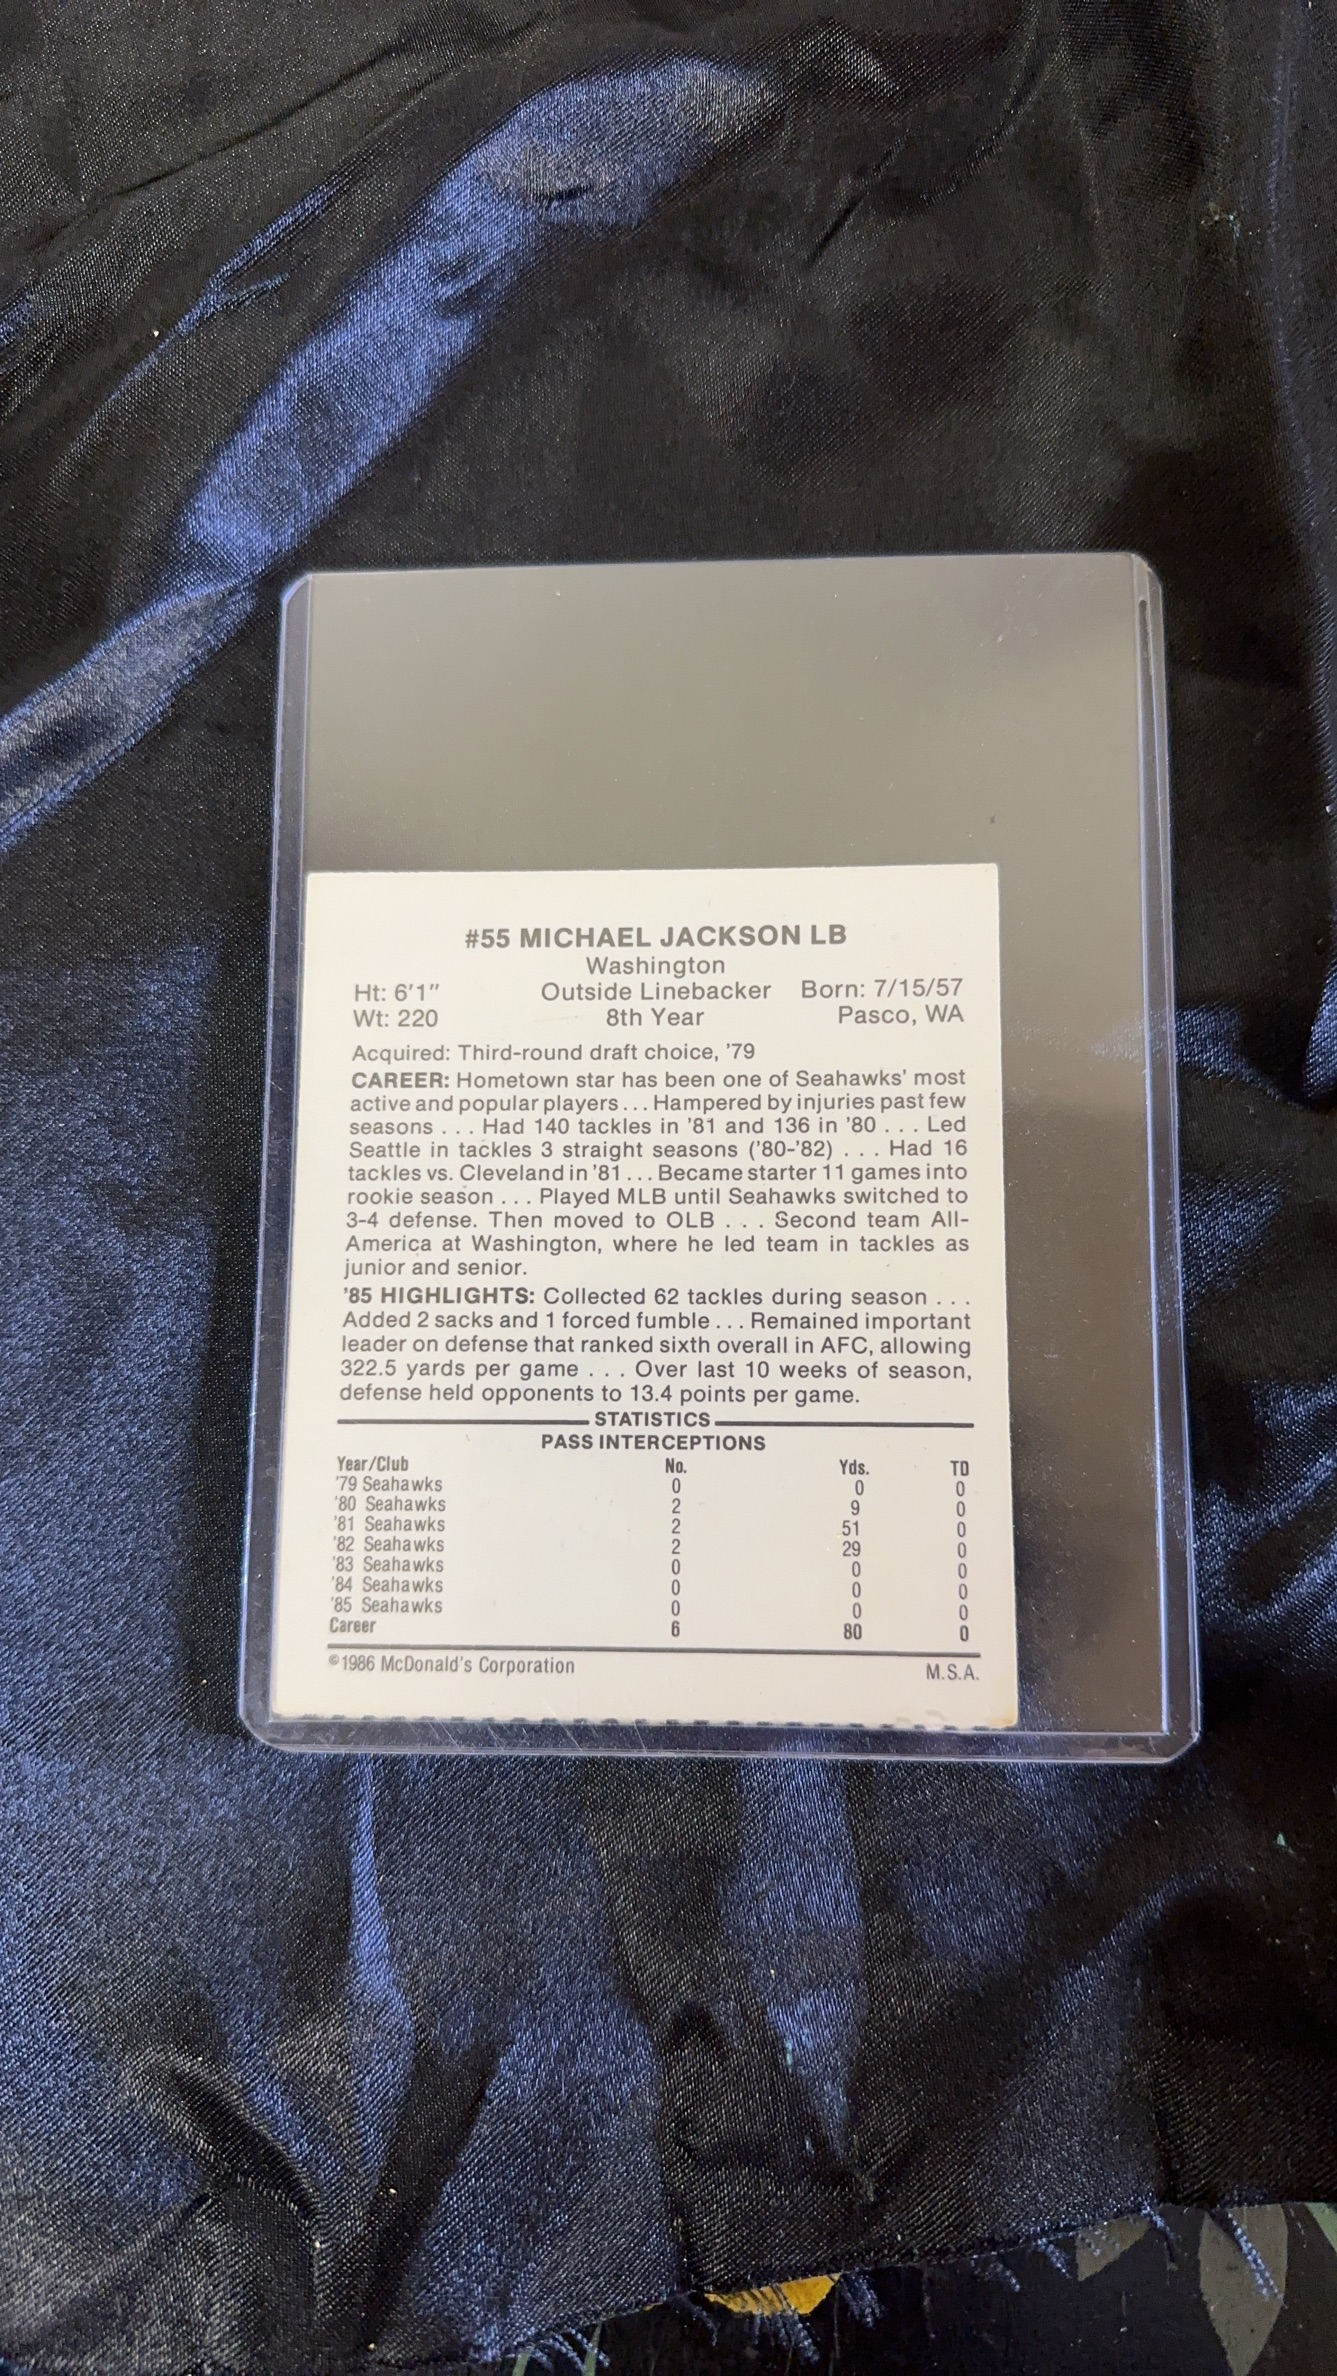 #55 MICHAEL JACKSON LB
Washington
Ht: 6'1" Outside Linebacker Born: 7/15/57
Wt: 220 8th Year Pasco, WA
Acquired: Third-round draft choice, '79
CAREER: Hometown star has been one of Seahawks' most
active and popular players . . . Hampered by injuries past few
seasons . . . Had 140 tackles in '81 and 136 in '80 . . . Led
Seattle in tackles 3 straight seasons ('80-'82) . . . Had 16
tackles vs. Cleveland in '81 . . . Became starter 11 games into
rookie season . . . Played MLB until Seahawks switched to
3-4 defense. Then moved to OLB . . . Second team All-
America at Washington, where he led team in tackles as
junior and senior.
'85 HIGHLIGHTS: Collected 62 tackles during season . . .
Added 2 sacks and 1 forced fumble . . . Remained important
leader on defense that ranked sixth overall in AFC, allowing
322.5 yards per game . . . Over last 10 weeks of season,
defense held opponents to 13.4 points per game.
STATISTICS
PASS INTERCEPTIONS
Year/Club No. Yds. TD
'79 Seahawks 0 0 0
'80 Seahawks 2 9 0
'81 Seahawks 2 51 0
'82 Seahawks 2 29 0
'83 Seahawks 0 0 0
'84 Seahawks 0 0 0
'85 Seahawks 0 0 0
Career 6 80 0
©1986 McDonald's Corporation M.S.A.